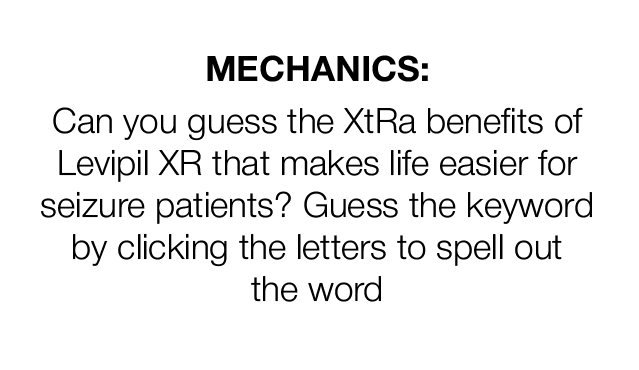 MECHANICS:
Can you guess the XtRa benefits of
Levipil XR that makes life easier for
seizure patients? Guess the keyword
by clicking the letters to spell out
the word